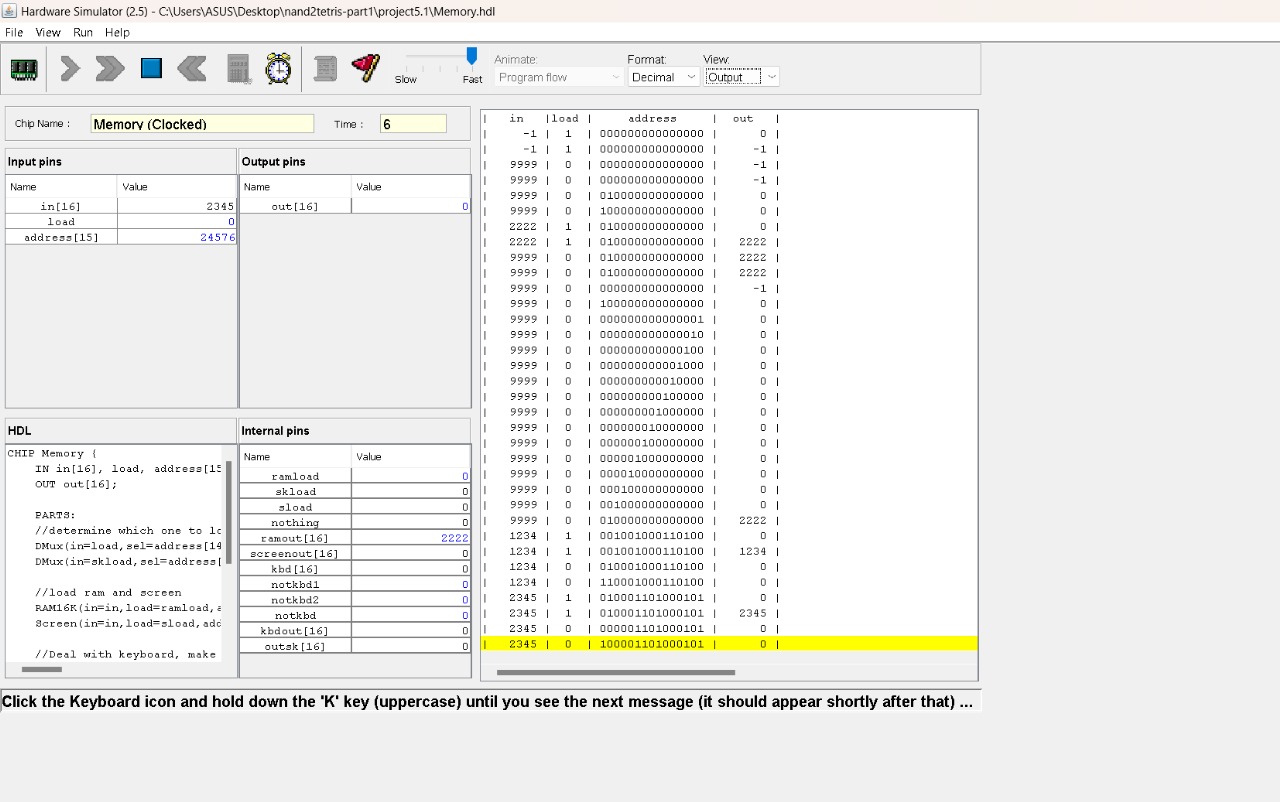 Hardware Simulator (2.5) - C:\Users\ASUS\Desktop\nand2tetris-part1\project5.1\Memory.hdl
File View Run Help
Slow Fast
Animate:
Program flow
Format:
Decimal
View:
Output
Chip Name : Memory (Clocked) Time : 6
Input pins
Name Value
in[16] 2345
load 0
address[15] 24576
Output pins
Name Value
out[16] 0
HDL
CHIP Memory {
IN in[16], load, address[15
OUT out[16];
PARTS:
//determine which one to lo
DMux(in=load,sel=address[14
DMux(in=skload,sel=address[
//load ram and screen
RAM16K(in=in,load=ramload,a
Screen(in=in,load=sload,add
//Deal with keyboard, make
Internal pins
Name Value
ramload 0
skload 0
sload 0
nothing 0
ramout[16] 2222
screenout[16] 0
kbd[16] 0
notkbd1 0
notkbd2 0
notkbd 0
kbdout[16] 0
outsk[16] 0
| in |load | address | out |
| -1 | 1 | 000000000000000 | 0 |
| -1 | 1 | 000000000000000 | -1 |
| 9999 | 0 | 000000000000000 | -1 |
| 9999 | 0 | 000000000000000 | -1 |
| 9999 | 0 | 010000000000000 | 0 |
| 9999 | 0 | 100000000000000 | 0 |
| 2222 | 1 | 010000000000000 | 0 |
| 2222 | 1 | 010000000000000 | 2222 |
| 9999 | 0 | 010000000000000 | 2222 |
| 9999 | 0 | 010000000000000 | 2222 |
| 9999 | 0 | 000000000000000 | -1 |
| 9999 | 0 | 100000000000000 | 0 |
| 9999 | 0 | 000000000000001 | 0 |
| 9999 | 0 | 000000000000010 | 0 |
| 9999 | 0 | 000000000000100 | 0 |
| 9999 | 0 | 000000000001000 | 0 |
| 9999 | 0 | 000000000010000 | 0 |
| 9999 | 0 | 000000000100000 | 0 |
| 9999 | 0 | 000000001000000 | 0 |
| 9999 | 0 | 000000010000000 | 0 |
| 9999 | 0 | 000000100000000 | 0 |
| 9999 | 0 | 000001000000000 | 0 |
| 9999 | 0 | 000010000000000 | 0 |
| 9999 | 0 | 000100000000000 | 0 |
| 9999 | 0 | 001000000000000 | 0 |
| 9999 | 0 | 010000000000000 | 2222 |
| 1234 | 1 | 001001000110100 | 0 |
| 1234 | 1 | 001001000110100 | 1234 |
| 1234 | 0 | 010001000110100 | 0 |
| 1234 | 0 | 110001000110100 | 0 |
| 2345 | 1 | 010001101000101 | 0 |
| 2345 | 1 | 010001101000101 | 2345 |
| 2345 | 0 | 000001101000101 | 0 |
| 2345 | 0 | 100001101000101 | 0 |
Click the Keyboard icon and hold down the 'K' key (uppercase) until you see the next message (it should appear shortly after that) ...